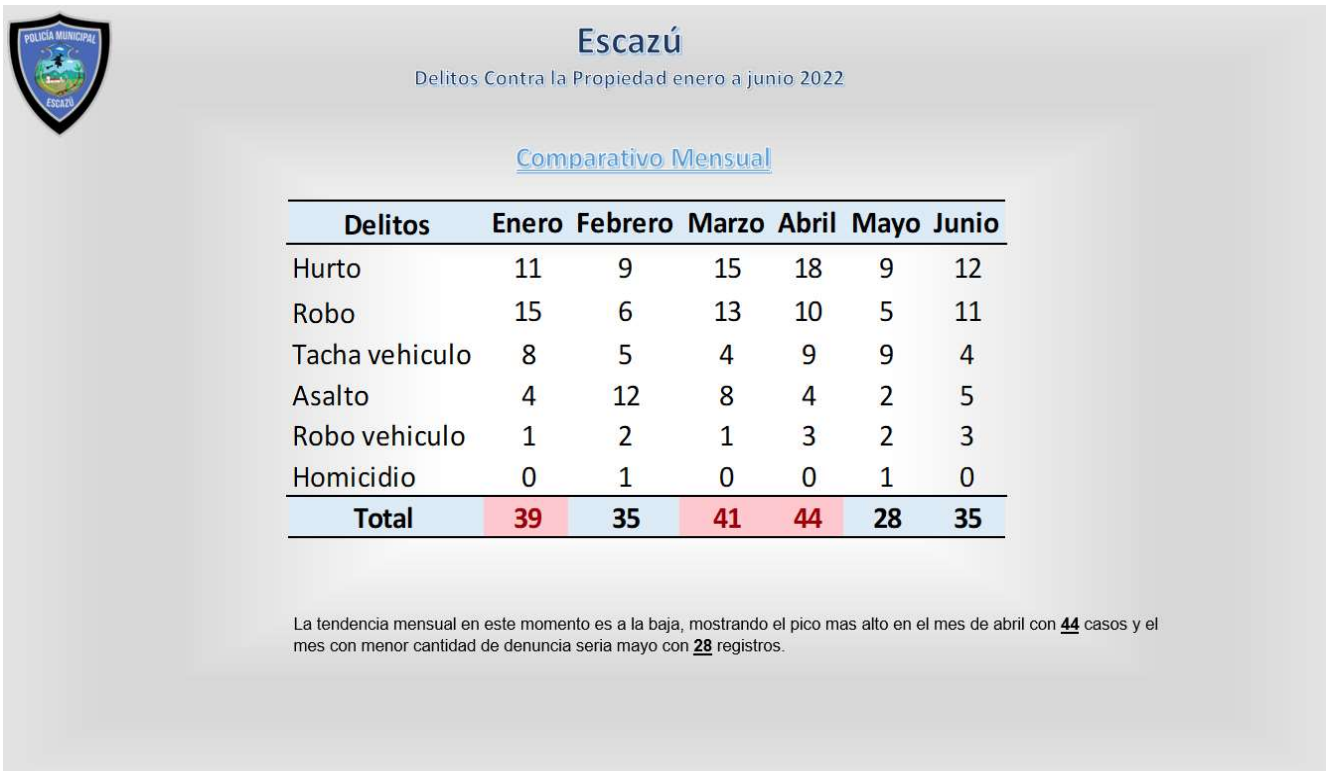 POLICÍA MUNICIPAL
ESCAZÚ
Escazú
Delitos Contra la Propiedad enero a junio 2022
Comparativo Mensual
Delitos Enero Febrero Marzo Abril Mayo Junio
Hurto 11 9 15 18 9 12
Robo 15 6 13 10 5 11
Tacha vehiculo 8 5 4 9 9 4
Asalto 4 12 8 4 2 5
Robo vehiculo 1 2 1 3 2 3
Homicidio 0 1 0 0 1 0
Total 39 35 41 44 28 35
La tendencia mensual en este momento es a la baja, mostrando el pico mas alto en el mes de abril con 44 casos y el
mes con menor cantidad de denuncia seria mayo con 28 registros.